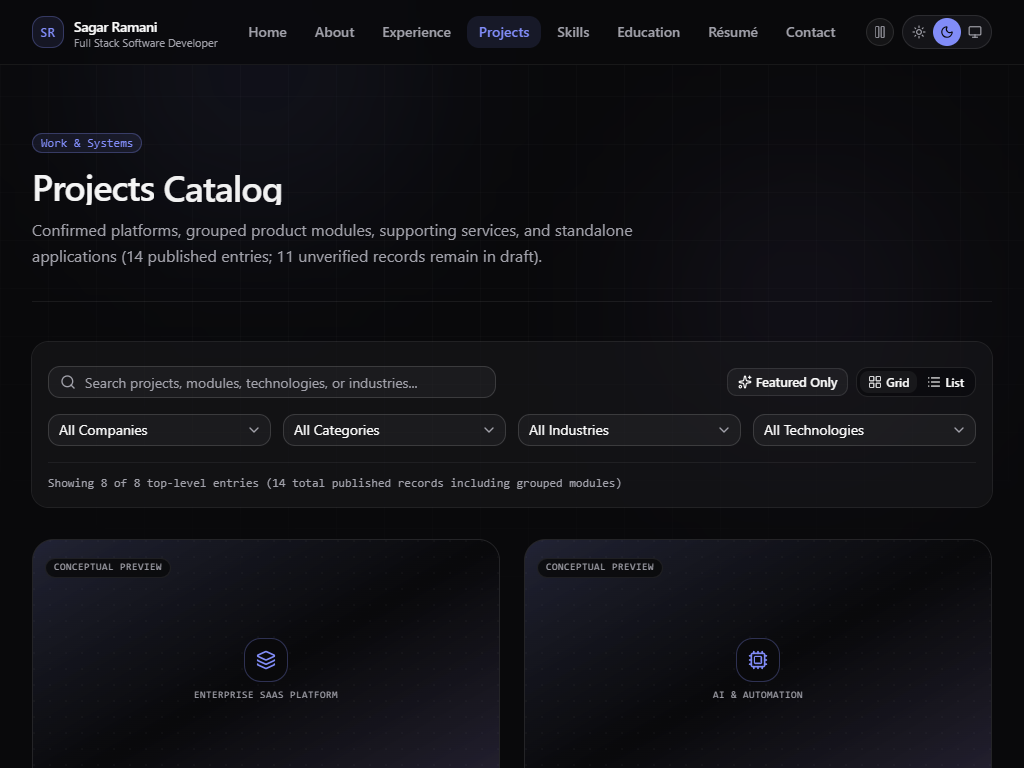 SR
Sagar Ramani
Full Stack Software Developer
Home
About
Experience
Projects
Skills
Education
Résumé
Contact
Work & Systems
Projects Catalog
Confirmed platforms, grouped product modules, supporting services, and standalone
applications (14 published entries; 11 unverified records remain in draft).
Search projects, modules, technologies, or industries...
Featured Only
Grid
List
All Companies
All Categories
All Industries
All Technologies
Showing 8 of 8 top-level entries (14 total published records including grouped modules)
CONCEPTUAL PREVIEW
ENTERPRISE SAAS PLATFORM
CONCEPTUAL PREVIEW
AI & AUTOMATION